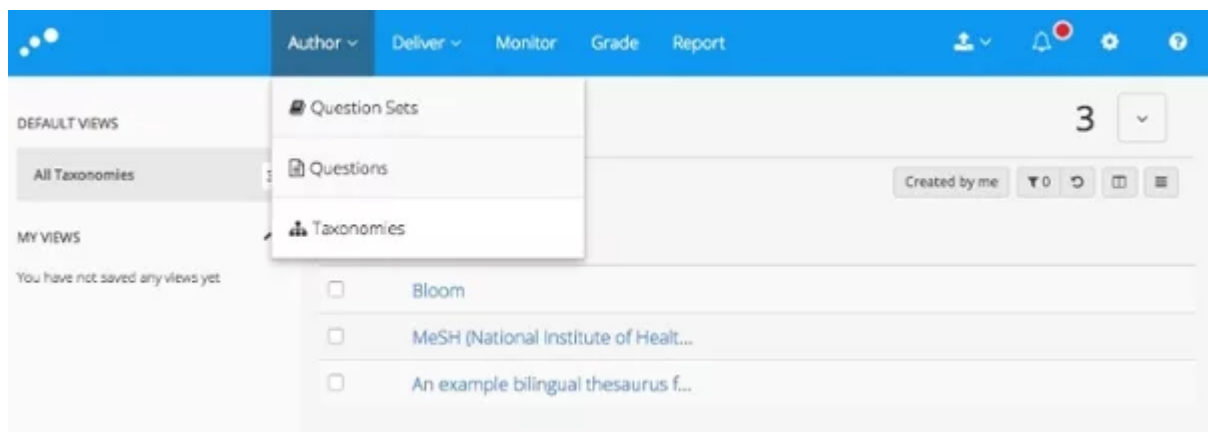 Author Deliver Monitor Grade Report
DEFAULT VIEWS
All Taxonomies
MY VIEWS
You have not saved any views yet
Question Sets
Questions
Taxonomies
3
Created by me 0
Bloom
MeSH (National Institute of Healt...
An example bilingual thesaurus f...